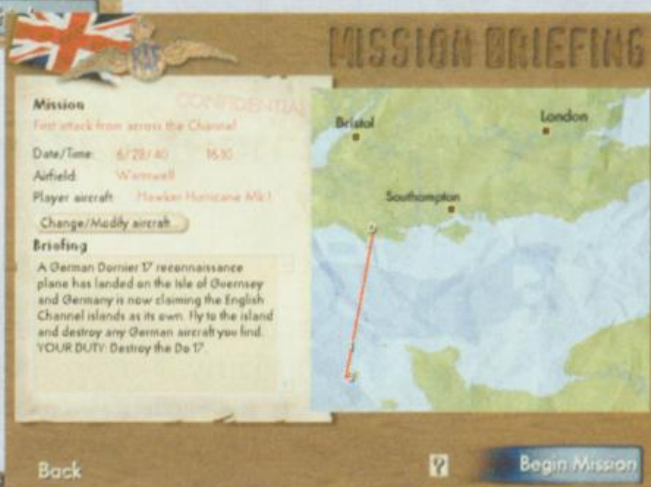 MISSION BRIEFING
CONFIDENTIAL
Mission
First attack from across the Channel
Date/Time: 6/28/40 16:30
Airfield: Warmwell
Player aircraft: Hawker Hurricane Mk I
Change/Modify aircraft...
Briefing
A German Dornier 17 reconnaissance
plane has landed on the Isle of Guernsey
and Germany is now claiming the English
Channel islands as its own. Fly to the island
and destroy any German aircraft you find.
YOUR DUTY: Destroy the Do 17.
Bristol
London
Southampton
Back
?
Begin Mission